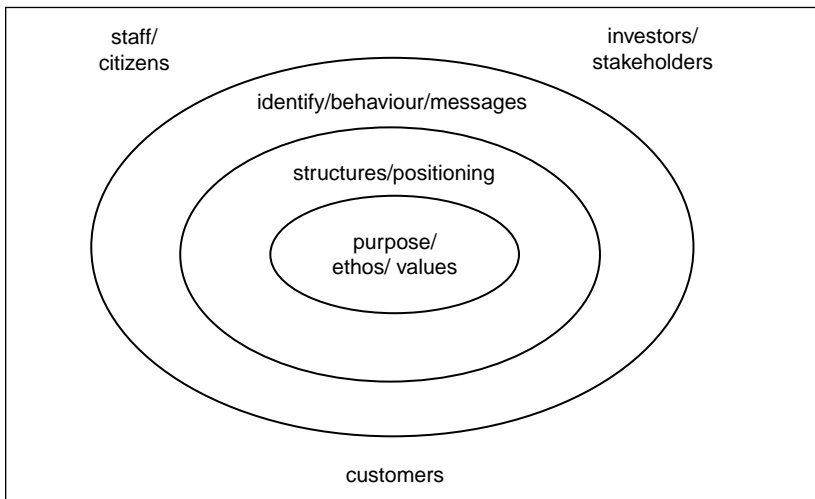 staff/
citizens
investors/
stakeholders
identify/behaviour/messages
structures/positioning
purpose/
ethos/ values
customers